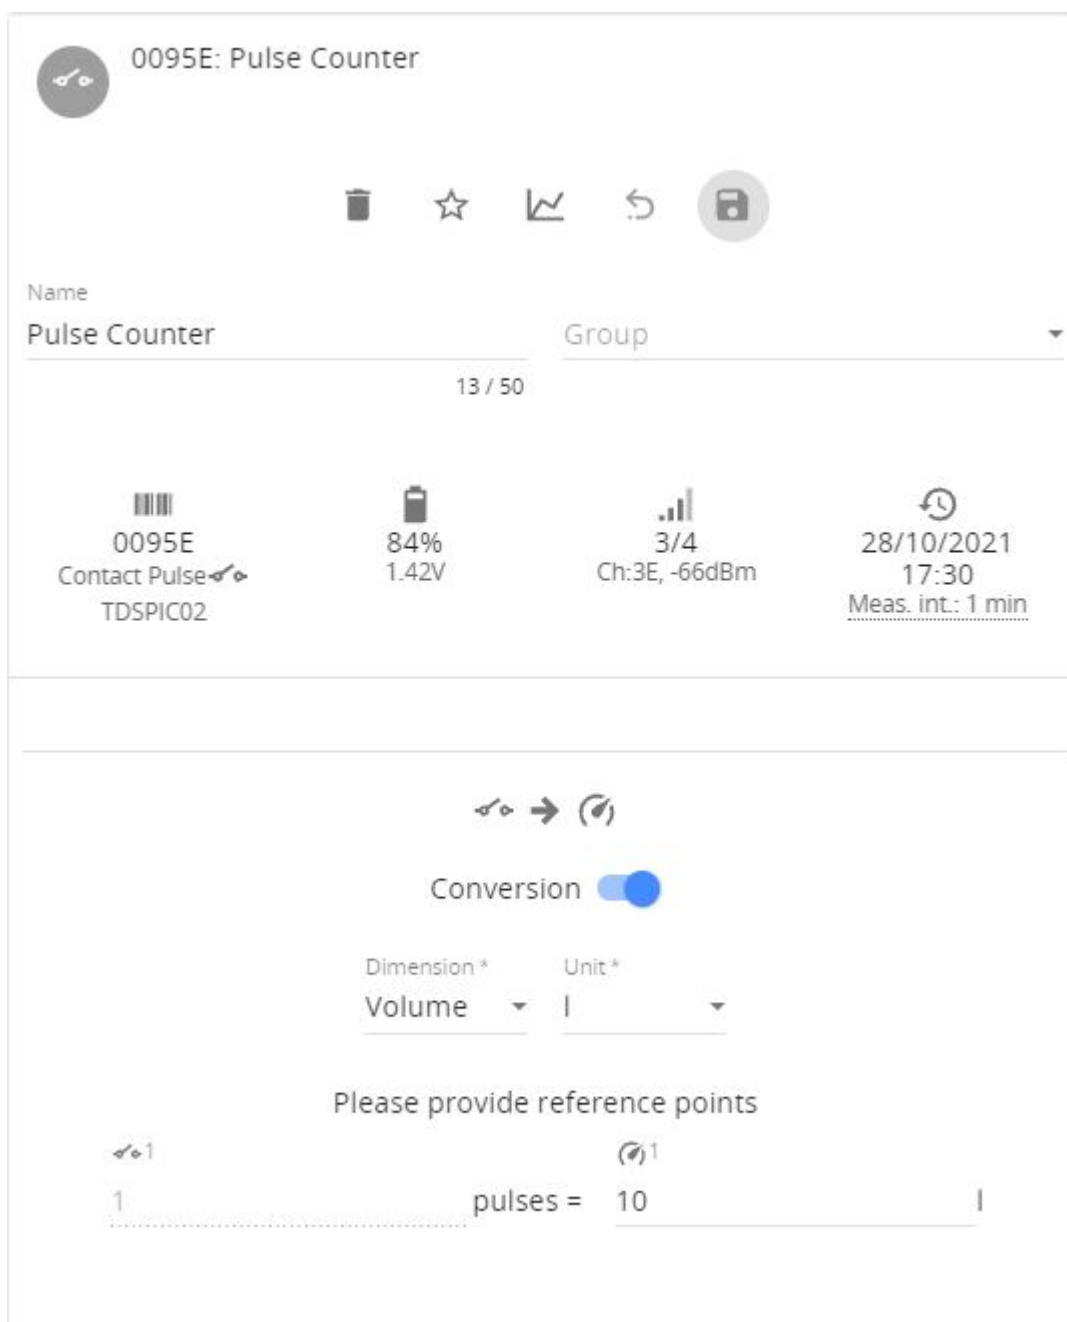 0095E: Pulse Counter
Name
Pulse Counter
Group
13 / 50
0095E
Contact Pulse
TDSPIC02
84%
1.42V
3/4
Ch:3E, -66dBm
28/10/2021
17:30
Meas. int.: 1 min
Conversion
Dimension *
Unit *
Volume
l
Please provide reference points
1
1
1 pulses = 10 l